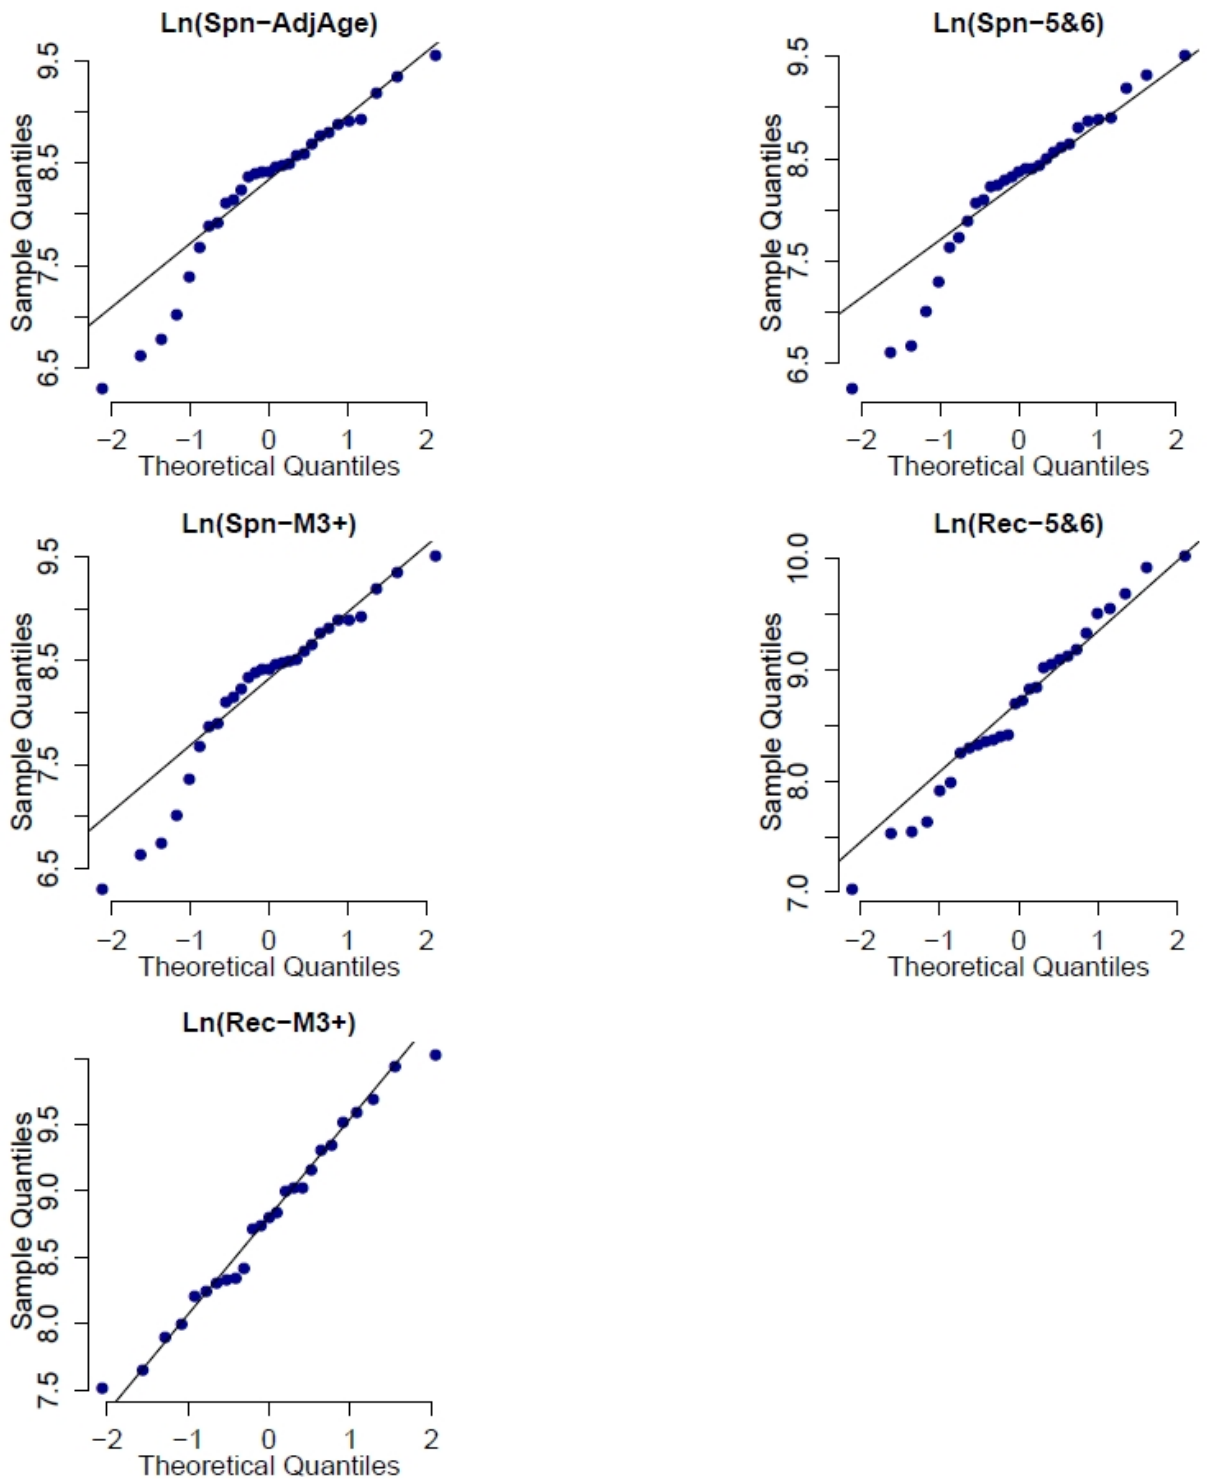 Ln(Spn−AdjAge)
Sample Quantiles
9.5
8.5
7.5
6.5
−2 −1 0 1 2
Theoretical Quantiles
Ln(Spn−5&6)
Sample Quantiles
9.5
8.5
7.5
6.5
−2 −1 0 1 2
Theoretical Quantiles
Ln(Spn−M3+)
Sample Quantiles
9.5
8.5
7.5
6.5
−2 −1 0 1 2
Theoretical Quantiles
Ln(Rec−5&6)
Sample Quantiles
10.0
9.0
8.0
7.0
−2 −1 0 1 2
Theoretical Quantiles
Ln(Rec−M3+)
Sample Quantiles
9.5
9.0
8.5
8.0
7.5
−2 −1 0 1 2
Theoretical Quantiles